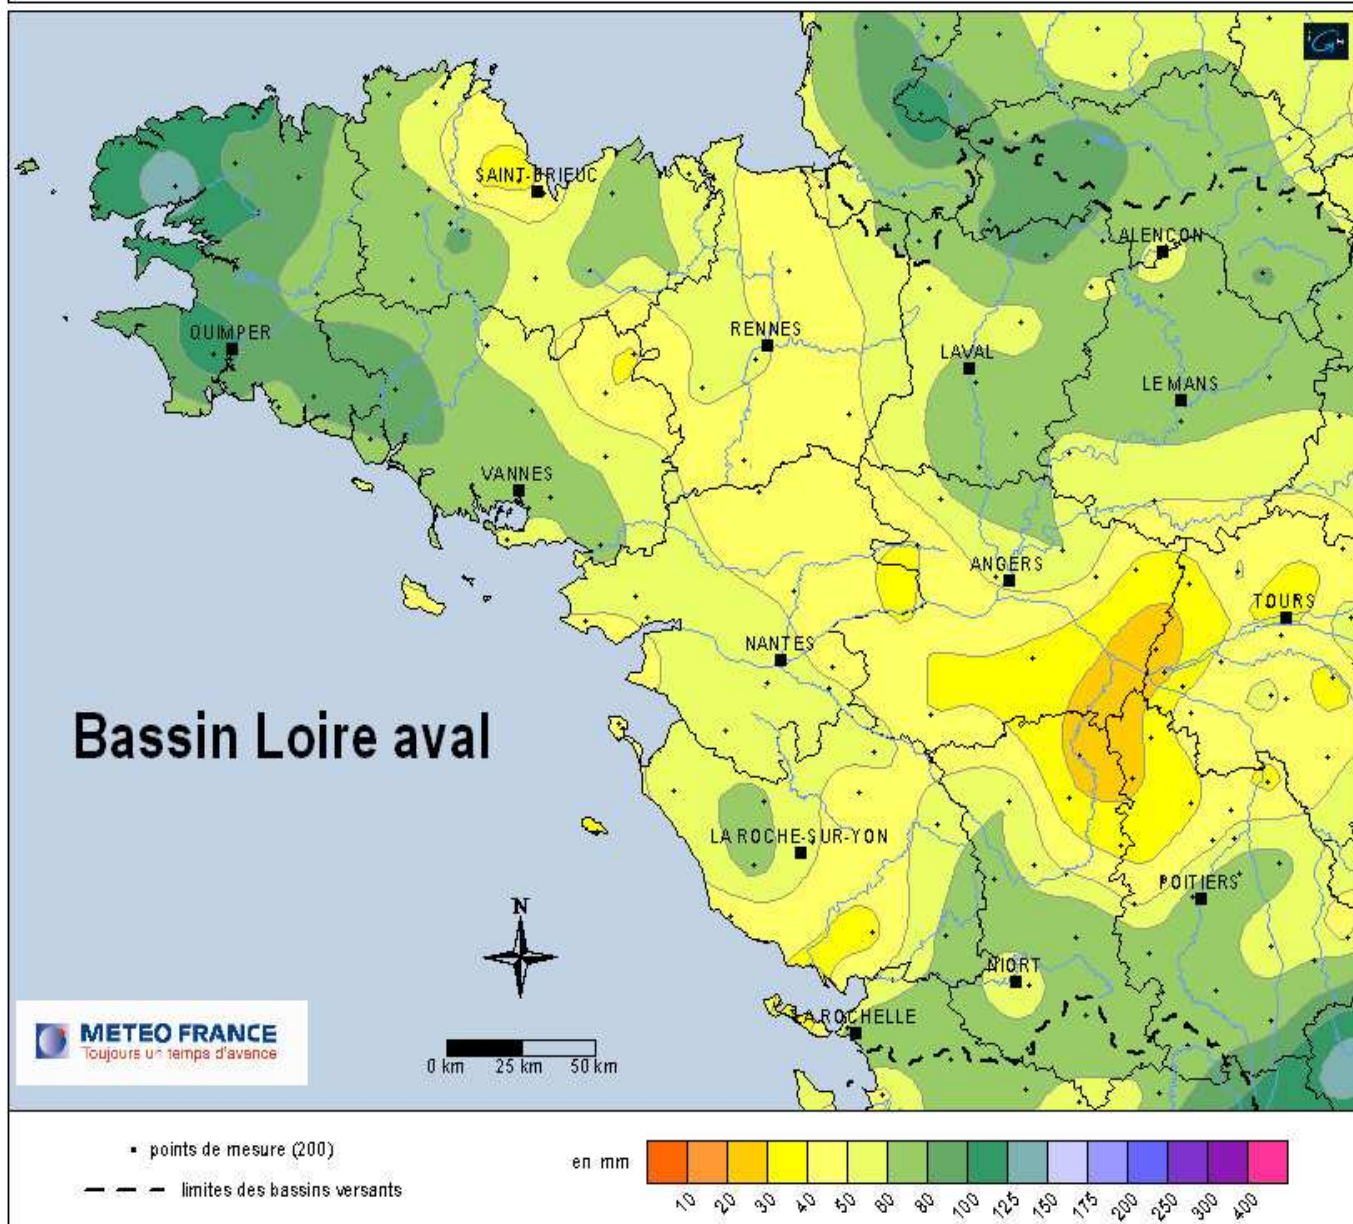 SAINT-BRIEUC
ALENCON
QUIMPER
RENNES
LAVAL
LE MANS
VANNES
ANGERS
TOURS
NANTES
Bassin Loire aval
LA ROCHE-SUR-YON
POITIERS
N
NIORT
LA ROCHELLE
METEO FRANCE
Toujours un temps d'avance
0 km 25 km 50 km
points de mesure (200)
en mm
limites des bassins versants
10 20 30 40 50 60 80 100 125 150 175 200 250 300 400